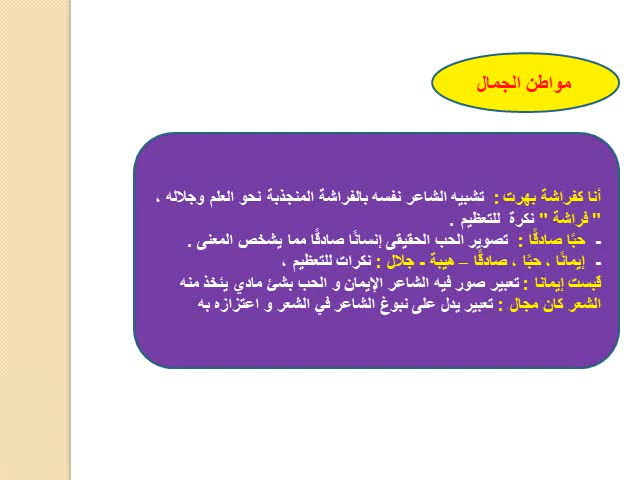 مواطن الجمال
أنا كفراشة بهرت : تشبيه الشاعر نفسه بالفراشة المنجذبة نحو العلم وجلاله ،
" فراشة " نكرة للتعظيم .
- حبًا صادقًا : تصوير الحب الحقيقى إنسانًا صادقًا مما يشخص المعنى .
- إيمانًا ، حبًا ، صادقًا – هيبة - جلال : نكرات للتعظيم ،
قبست إيمانا : تعبير صور فيه الشاعر الإيمان و الحب بشئ مادي يئخذ منه
الشعر كان مجال : تعبير يدل على نبوغ الشاعر في الشعر و اعتزازه به